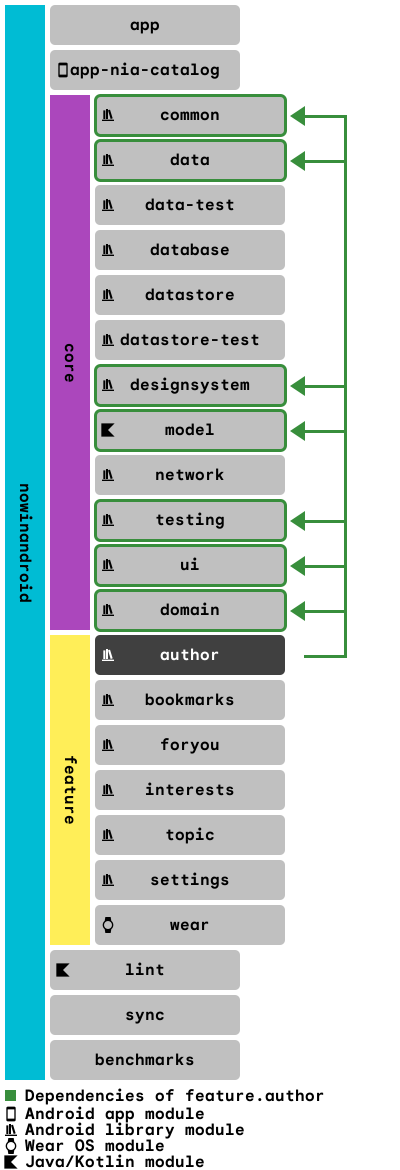 nowinandroid
app
app-nia-catalog
core
common
data
data-test
database
datastore
datastore-test
designsystem
model
network
testing
ui
domain
feature
author
bookmarks
foryou
interests
topic
settings
wear
lint
sync
benchmarks
Dependencies of feature.author
Android app module
Android library module
Wear OS module
Java/Kotlin module